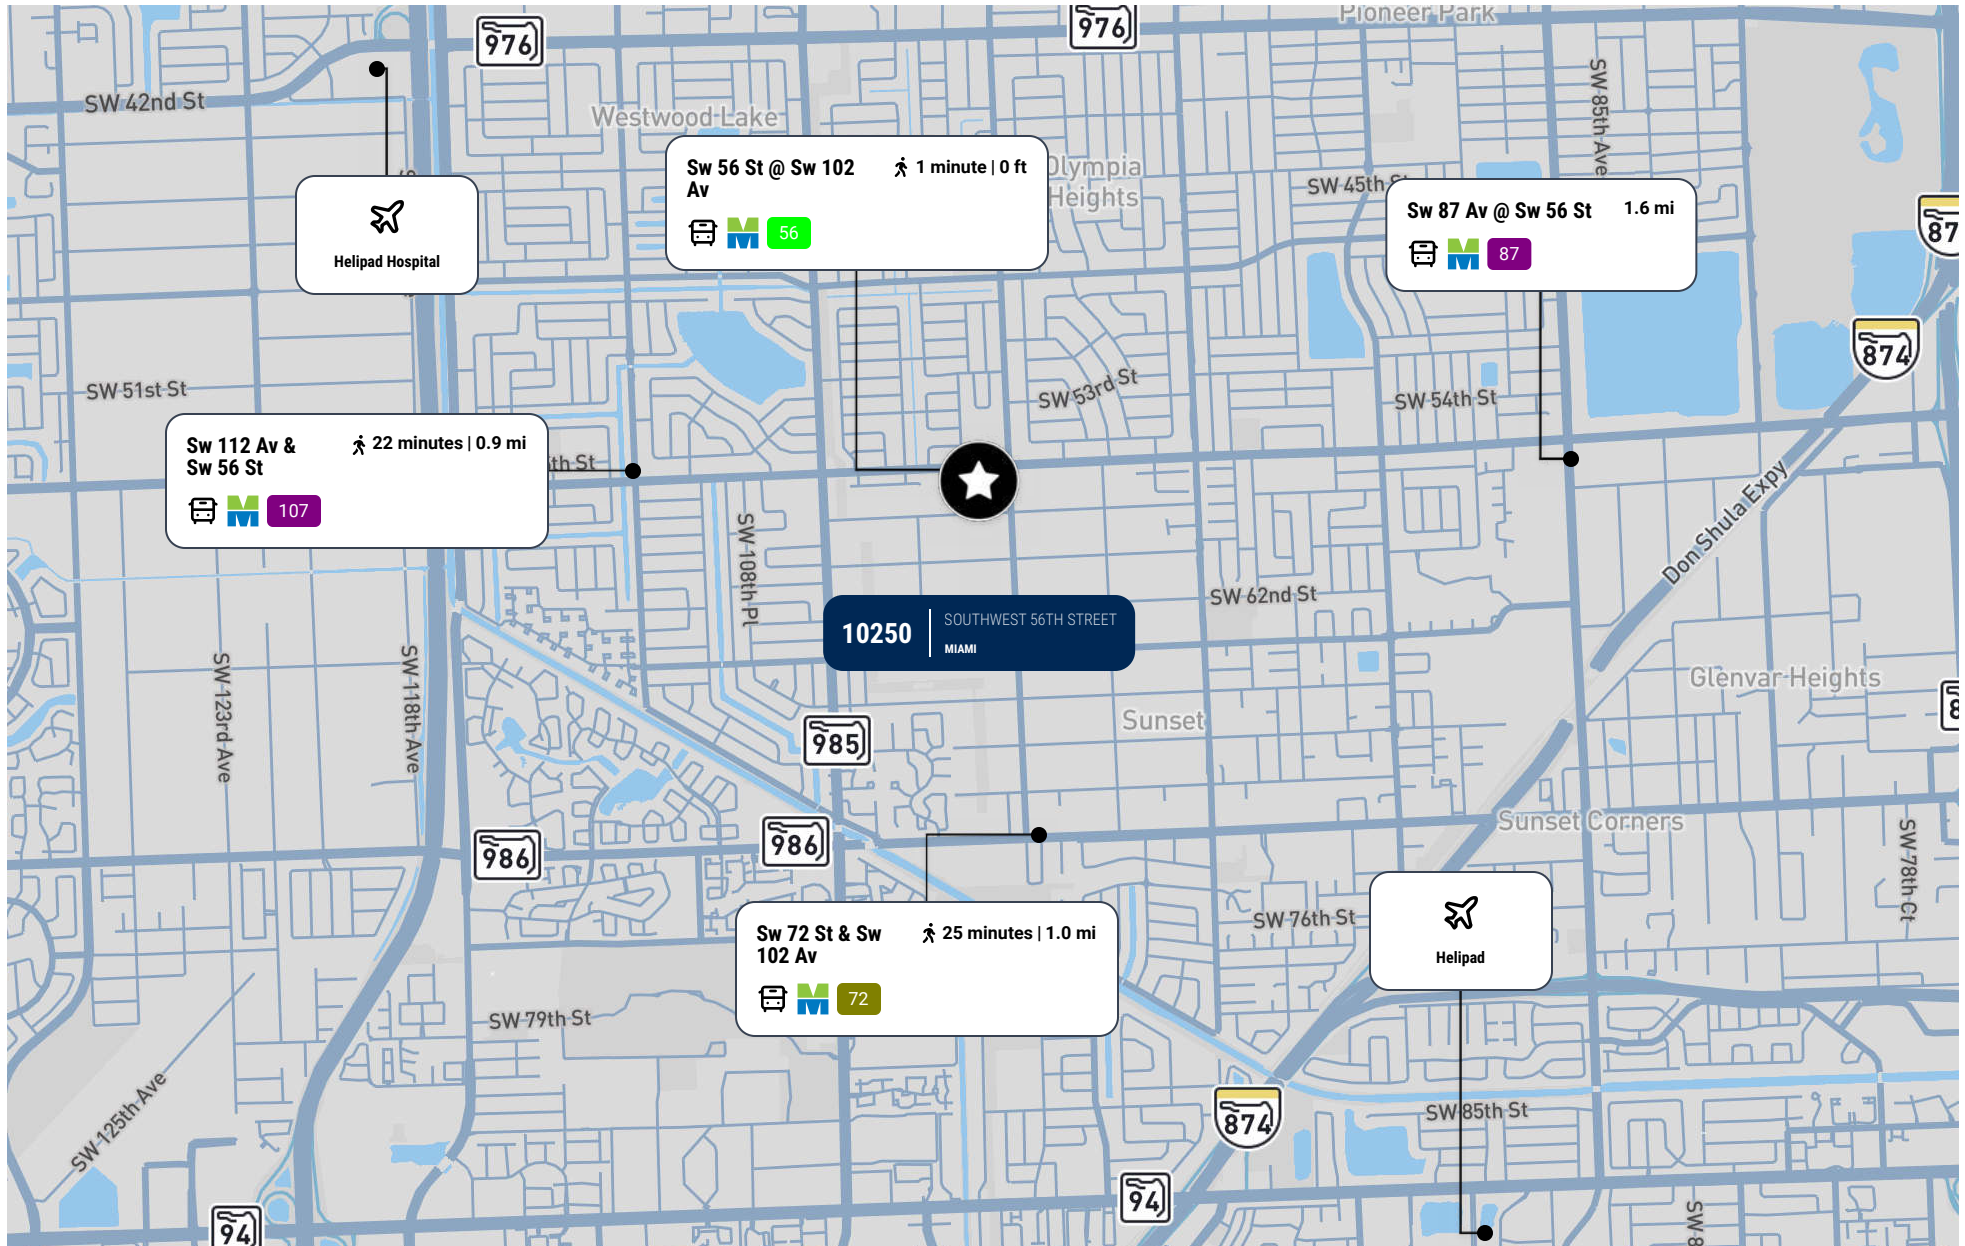 Pioneer Park
976
976
SW 42nd St
Westwood Lake
SW 85th Ave
Olympia
Heights
SW 45th St
Sw 56 St @ Sw 102
Av
1 minute | 0 ft
56
Sw 87 Av @ Sw 56 St
1.6 mi
87
Helipad Hospital
87
874
SW 51st St
SW 53rd St
SW 54th St
Sw 112 Av &
Sw 56 St
22 minutes | 0.9 mi
107
th St
SW 108th Pl
Don Shula Expy
SW 62nd St
10250
SOUTHWEST 56TH STREET
MIAMI
SW 123rd Ave
SW 118th Ave
Glenvar Heights
8
Sunset
985
986
986
Sunset Corners
SW 78th Ct
Sw 72 St & Sw
102 Av
25 minutes | 1.0 mi
72
SW 76th St
Helipad
SW 79th St
SW 125th Ave
874
SW 85th St
94
94
SW 8